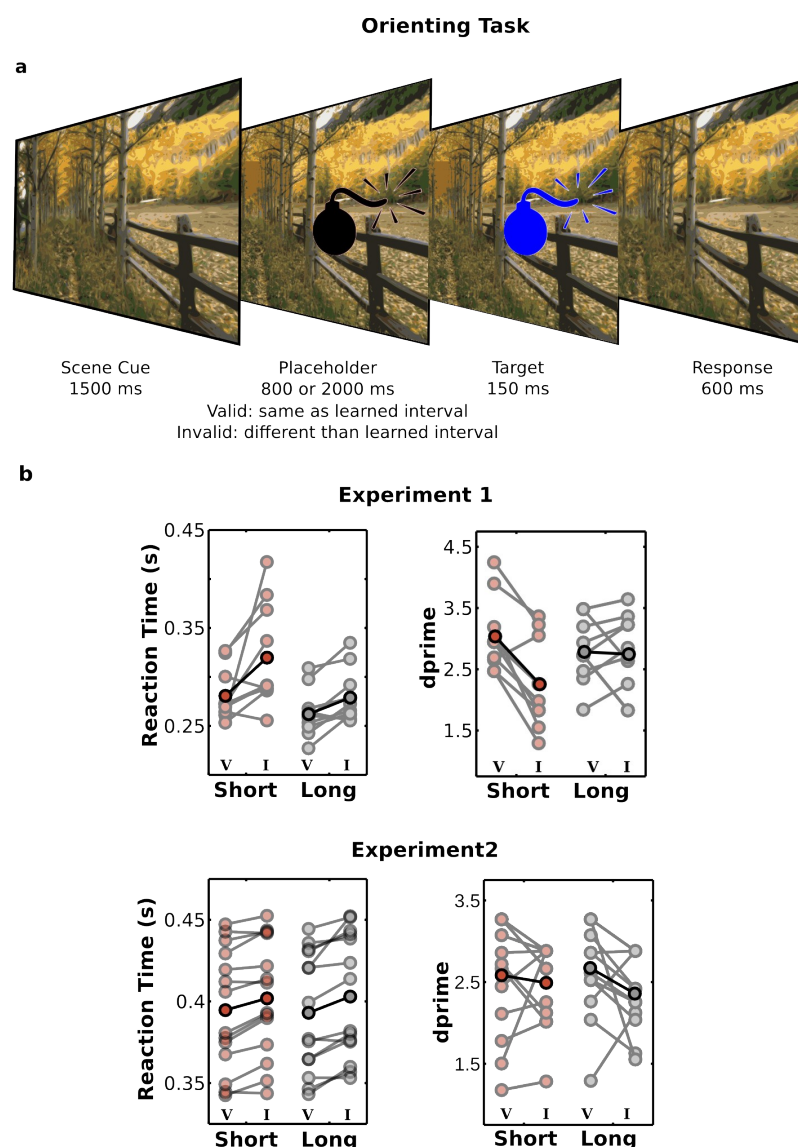 Orienting Task
a
Scene Cue
1500 ms
Placeholder
800 or 2000 ms
Valid: same as learned interval
Invalid: different than learned interval
Target
150 ms
Response
600 ms
b
Experiment 1
Reaction Time (s)
0.45
0.35
0.25
V I V I
Short Long
dprime
4.5
3.5
2.5
1.5
V I V I
Short Long
Experiment2
Reaction Time (s)
0.45
0.4
0.35
V I V I
Short Long
dprime
3.5
2.5
1.5
V I V I
Short Long